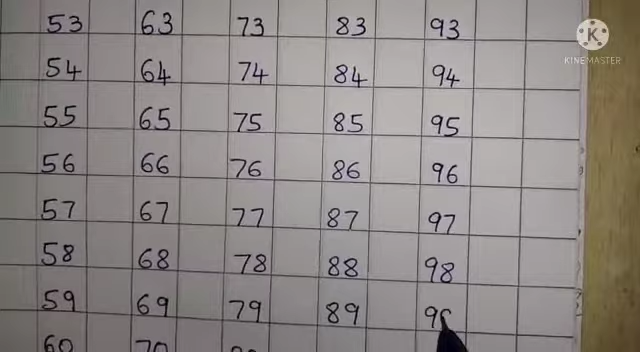 53 63 73 83 93
54 64 74 84 94
55 65 75 85 95
56 66 76 86 96
57 67 77 87 97
58 68 78 88 98
59 69 79 89 9
60 70
K
KINEMASTER